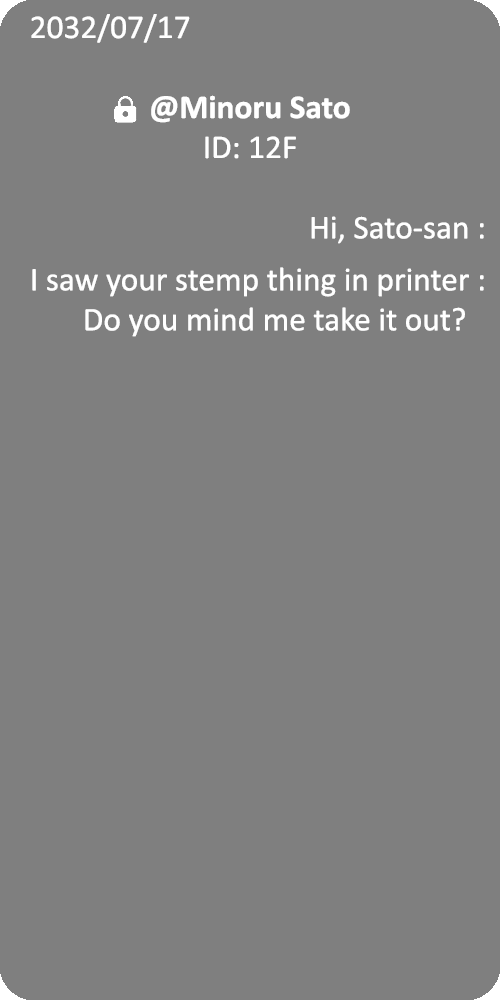 2032/07/17
@Minoru Sato
ID: 12F
Hi, Sato-san :
I saw your stemp thing in printer :
Do you mind me take it out?